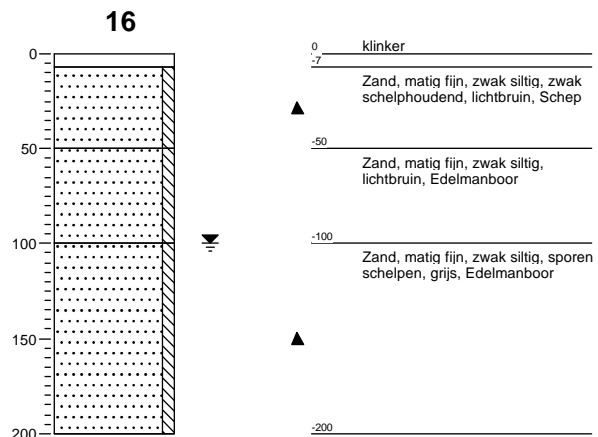 16
0
50
100
150
200
0
klinker
-7
Zand, matig fijn, zwak siltig, zwak
schelphoudend, lichtbruin, Schep
-50
Zand, matig fijn, zwak siltig,
lichtbruin, Edelmanboor
-100
Zand, matig fijn, zwak siltig, sporen
schelpen, grijs, Edelmanboor
-200